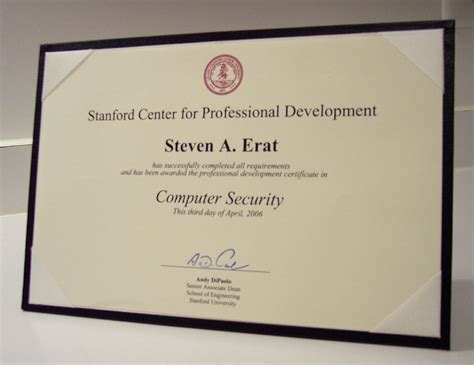 Stanford Center for Professional Development
Steven A. Erat
has successfully completed all requirements
and has been awarded the professional development certificate in
Computer Security
This third day of April, 2006
Andy DiPaolo
Senior Associate Dean
School of Engineering
Stanford University